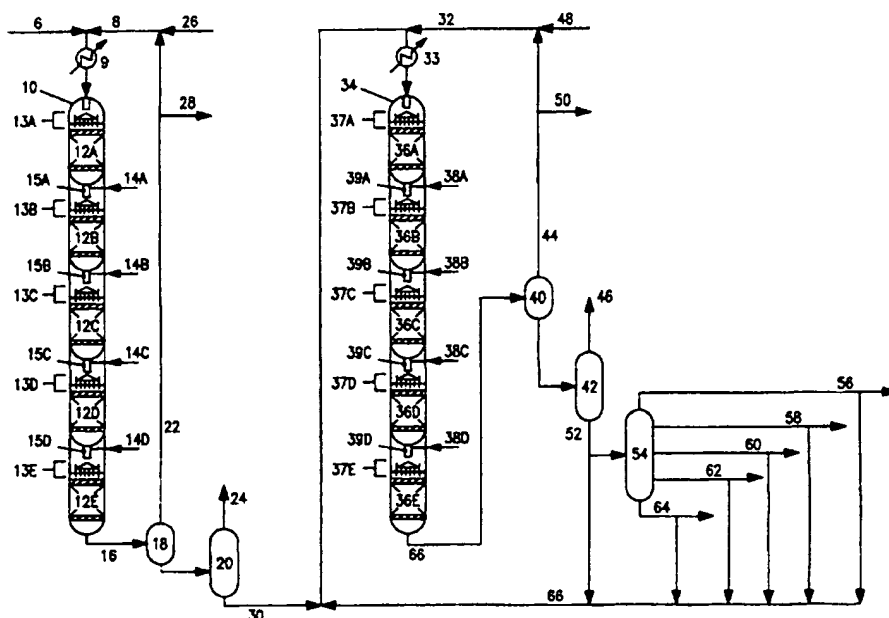 6 8 26 32 48
9 33
10 28 34 50
13A 12A 37A 36A
15A 14A 39A 38A
13B 12B 37B 36B
44
15B 14B 39B 38B
13C 12C 37C 36C 40 46
15C 14C 39C 38C
42 56
13D 12D 37D 36D
22 58
15D 14D 39D 38D 52 54 60
13E 37E 62
24
12E 36E 64
16 18 66
20
30 66